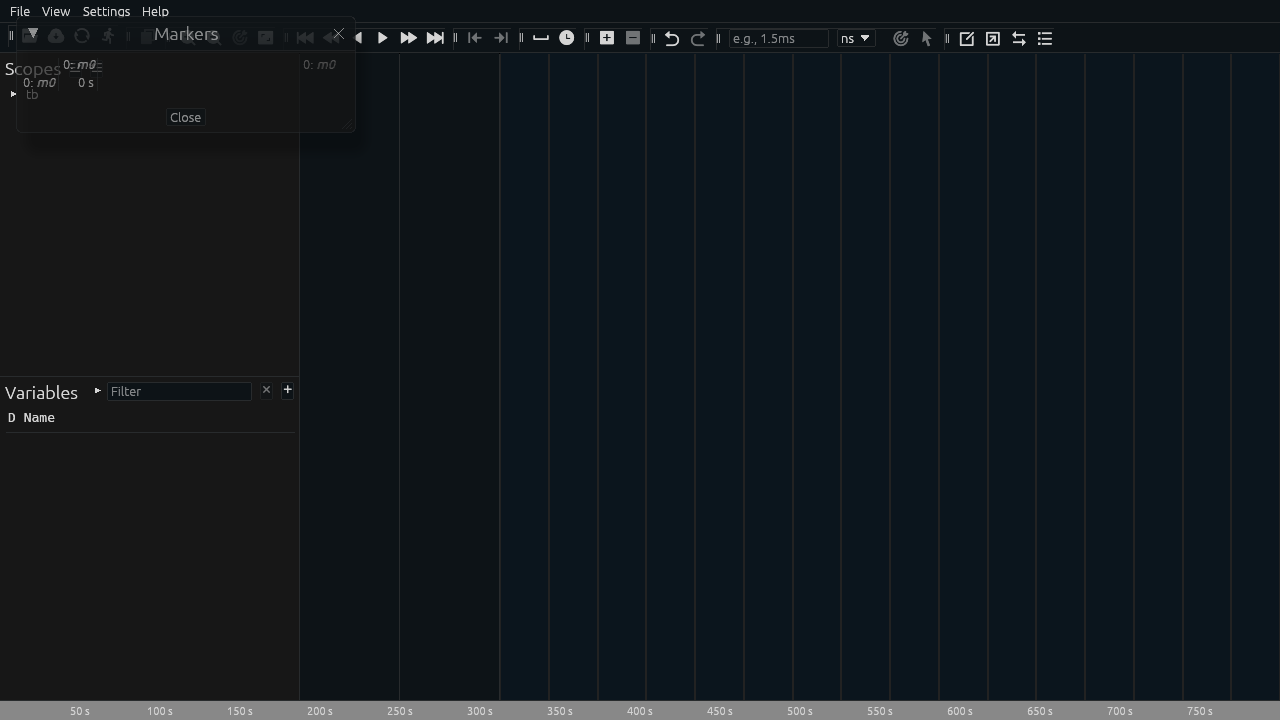 File View Settings Help
Markers
e.g., 1.5ms ns
Scopes 0: m0 0: m0
0: m0 0 s
tb
Close
Variables Filter
D Name
50 s 100 s 150 s 200 s 250 s 300 s 350 s 400 s 450 s 500 s 550 s 600 s 650 s 700 s 750 s